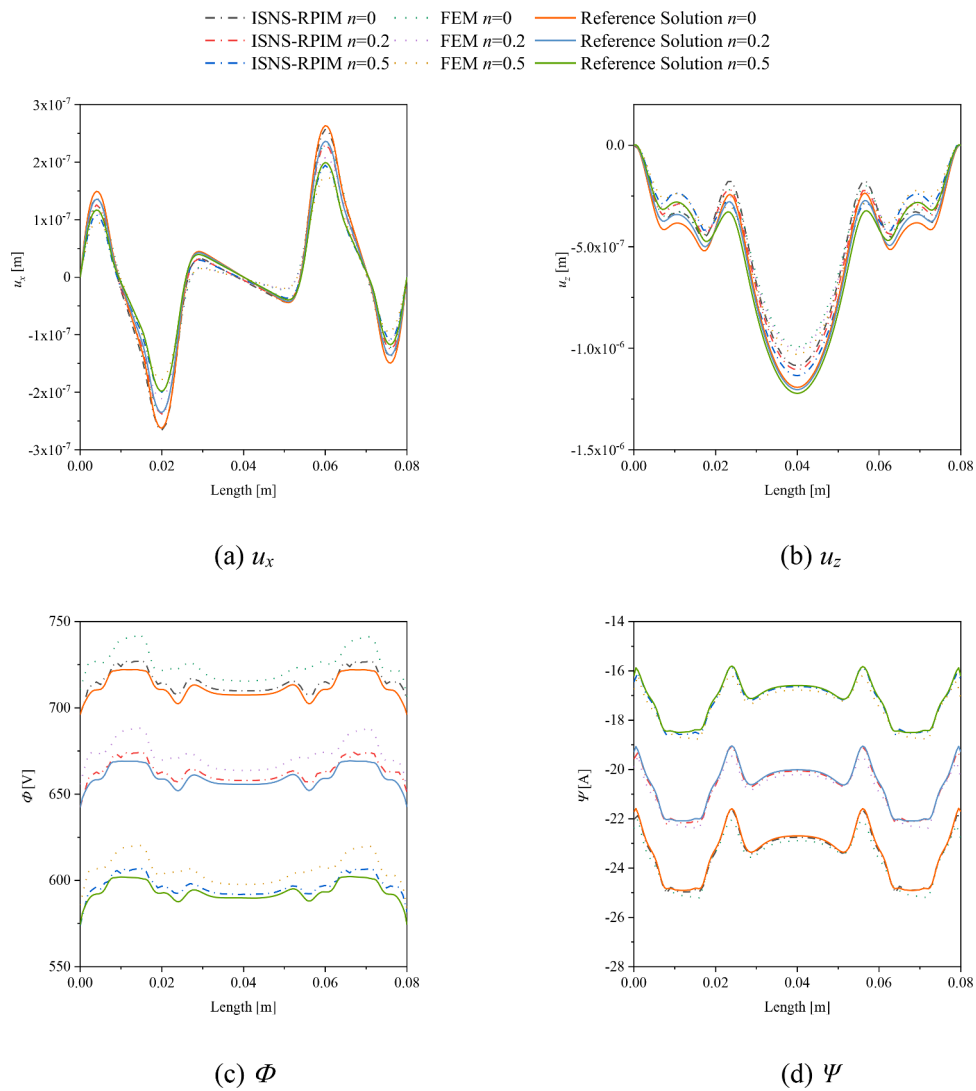 ISNS-RPIM n=0 FEM n=0 Reference Solution n=0
ISNS-RPIM n=0.2 FEM n=0.2 Reference Solution n=0.2
ISNS-RPIM n=0.5 FEM n=0.5 Reference Solution n=0.5
3x10⁻⁷
2x10⁻⁷
1x10⁻⁷
0
-1x10⁻⁷
-2x10⁻⁷
-3x10⁻⁷
uₓ [m]
0.00 0.02 0.04 0.06 0.08
Length [m]
(a) uₓ
0.0
-5.0x10⁻⁷
-1.0x10⁻⁶
-1.5x10⁻⁶
u_z [m]
0.00 0.02 0.04 0.06 0.08
Length [m]
(b) u_z
750
700
650
600
550
Φ [V]
0.00 0.02 0.04 0.06 0.08
Length [m]
(c) Φ
-14
-16
-18
-20
-22
-24
-26
-28
Ψ [A]
0.00 0.02 0.04 0.06 0.08
Length [m]
(d) Ψ